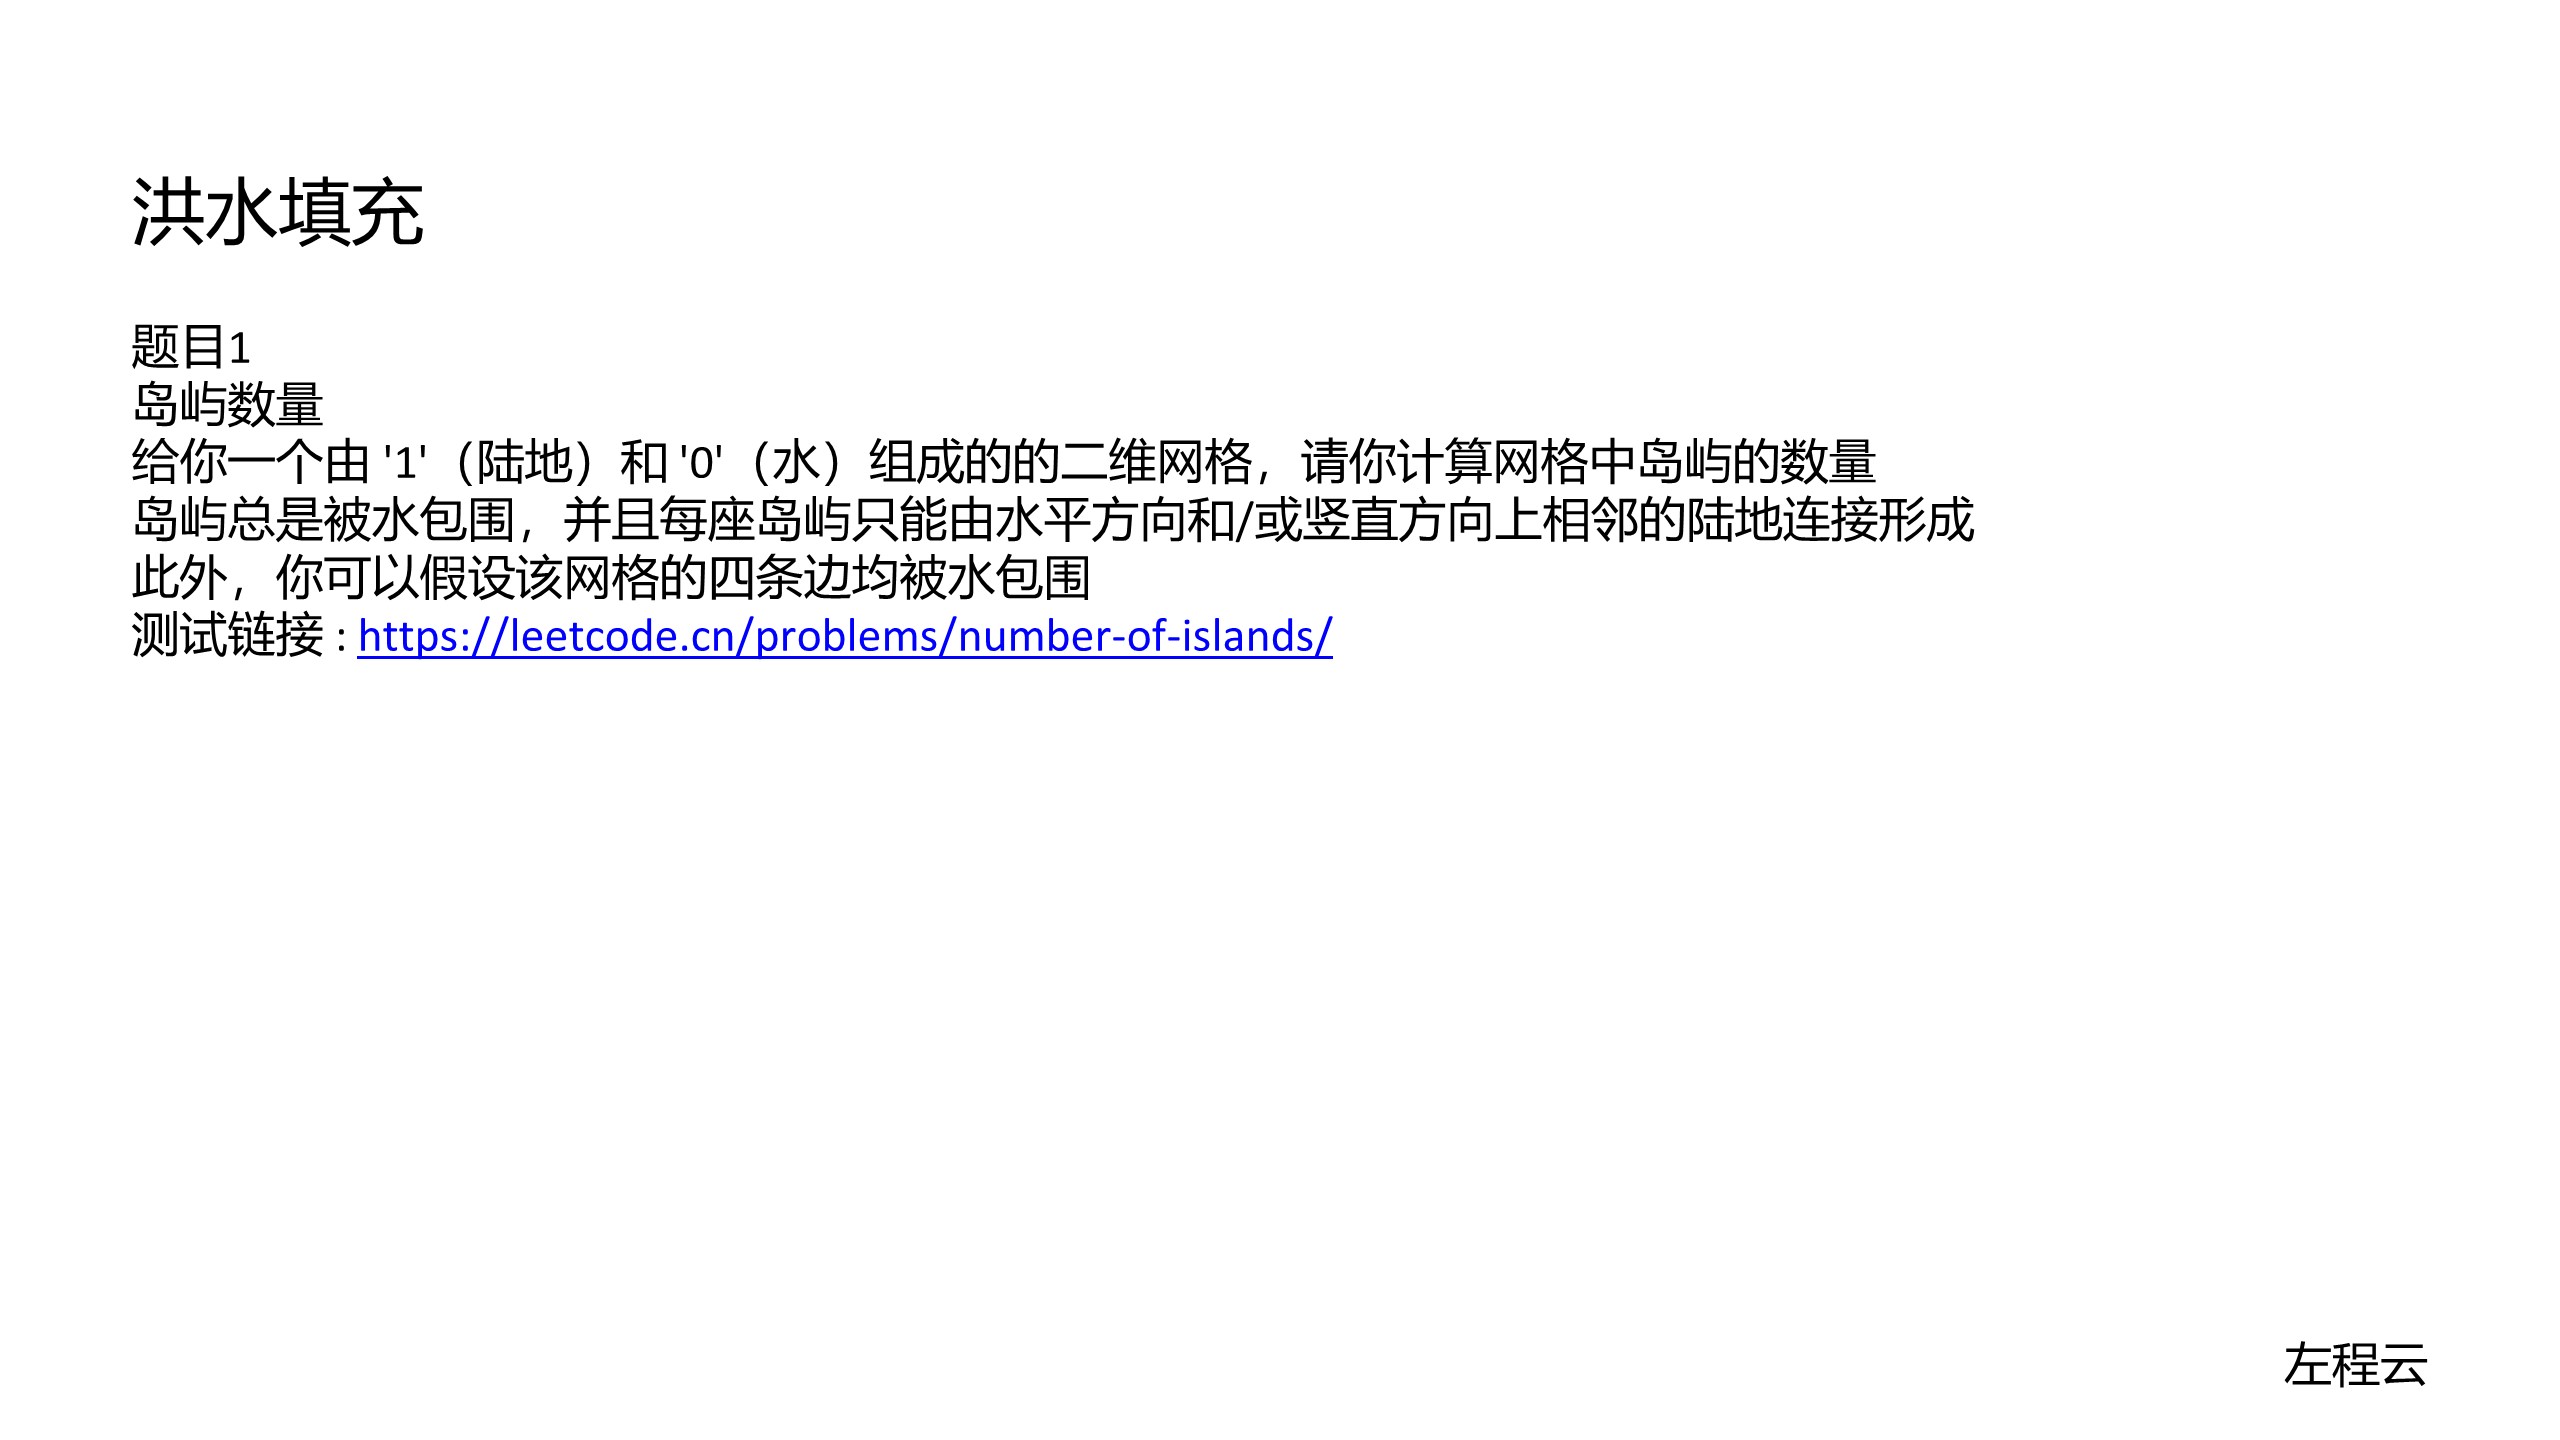 洪水填充
题目1
岛屿数量
给你一个由 '1'（陆地）和 '0'（水）组成的的二维网格，请你计算网格中岛屿的数量
岛屿总是被水包围，并且每座岛屿只能由水平方向和/或竖直方向上相邻的陆地连接形成
此外，你可以假设该网格的四条边均被水包围
测试链接 : https://leetcode.cn/problems/number-of-islands/
左程云